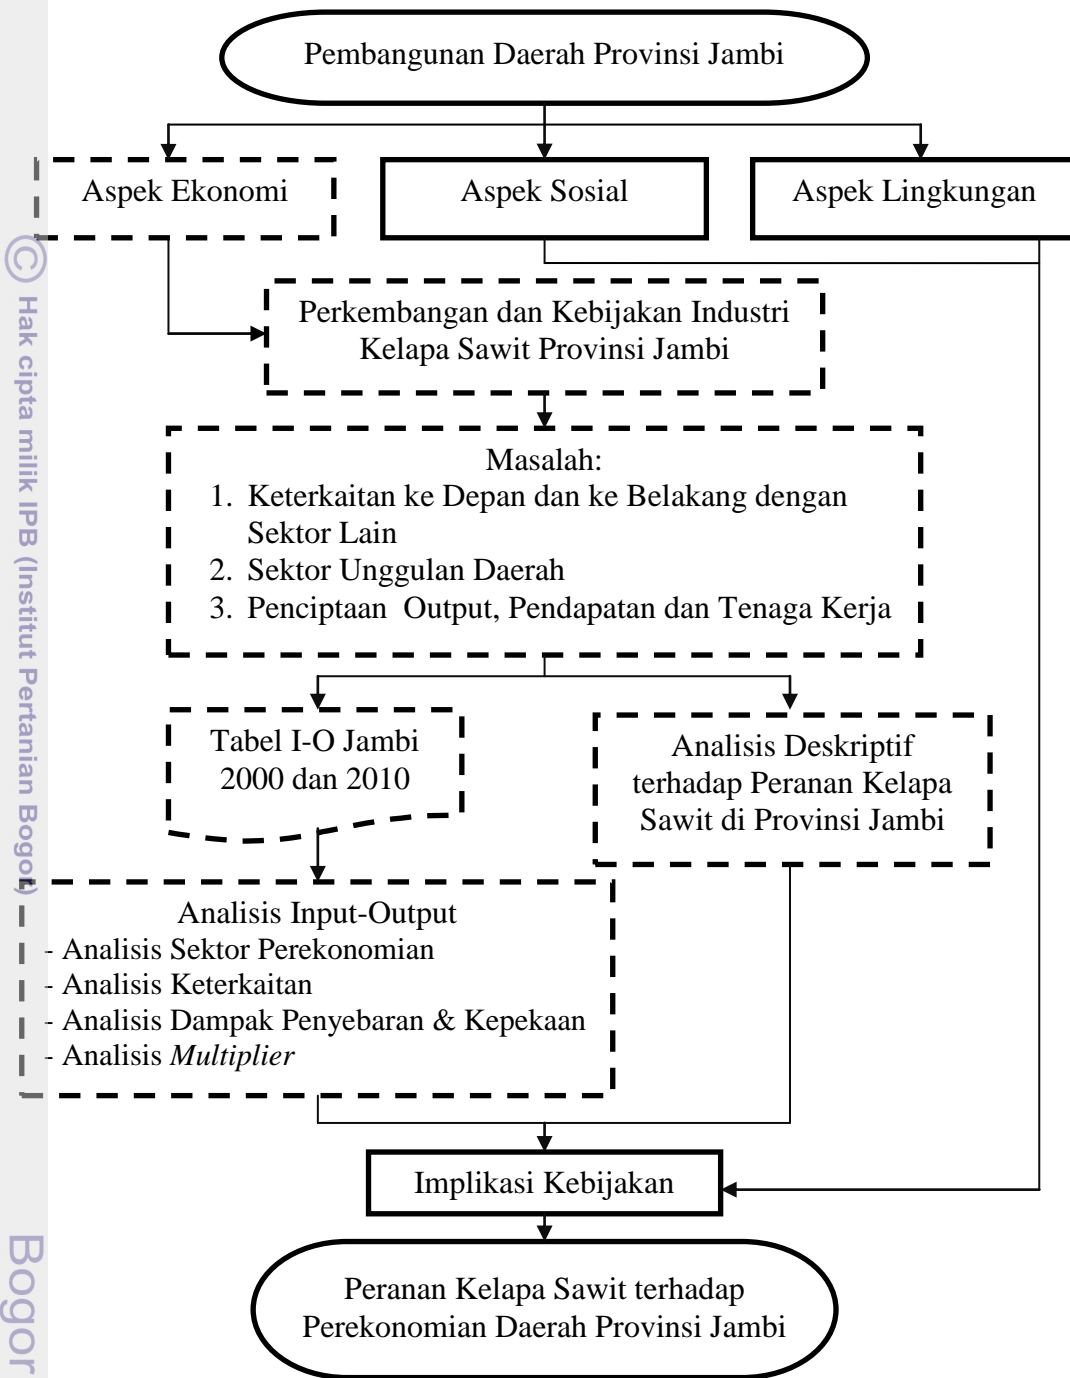 Pembangunan Daerah Provinsi Jambi
Aspek Ekonomi
Aspek Sosial
Aspek Lingkungan
Perkembangan dan Kebijakan Industri
Kelapa Sawit Provinsi Jambi
Masalah:
1. Keterkaitan ke Depan dan ke Belakang dengan
Sektor Lain
2. Sektor Unggulan Daerah
3. Penciptaan Output, Pendapatan dan Tenaga Kerja
Tabel I-O Jambi
2000 dan 2010
Analisis Deskriptif
terhadap Peranan Kelapa
Sawit di Provinsi Jambi
Analisis Input-Output
- Analisis Sektor Perekonomian
- Analisis Keterkaitan
- Analisis Dampak Penyebaran & Kepekaan
- Analisis Multiplier
Implikasi Kebijakan
Peranan Kelapa Sawit terhadap
Perekonomian Daerah Provinsi Jambi
© Hak cipta milik IPB (Institut Pertanian Bogor)
Bogor